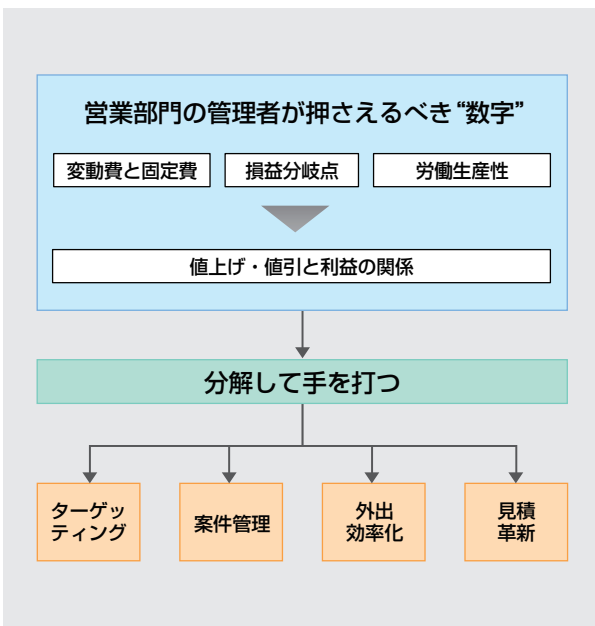 営業部門の管理者が押さえるべき“数字”
変動費と固定費 損益分岐点 労働生産性
値上げ・値引と利益の関係
分解して手を打つ
ターゲッ
ティング
案件管理
外出
効率化
見積
革新